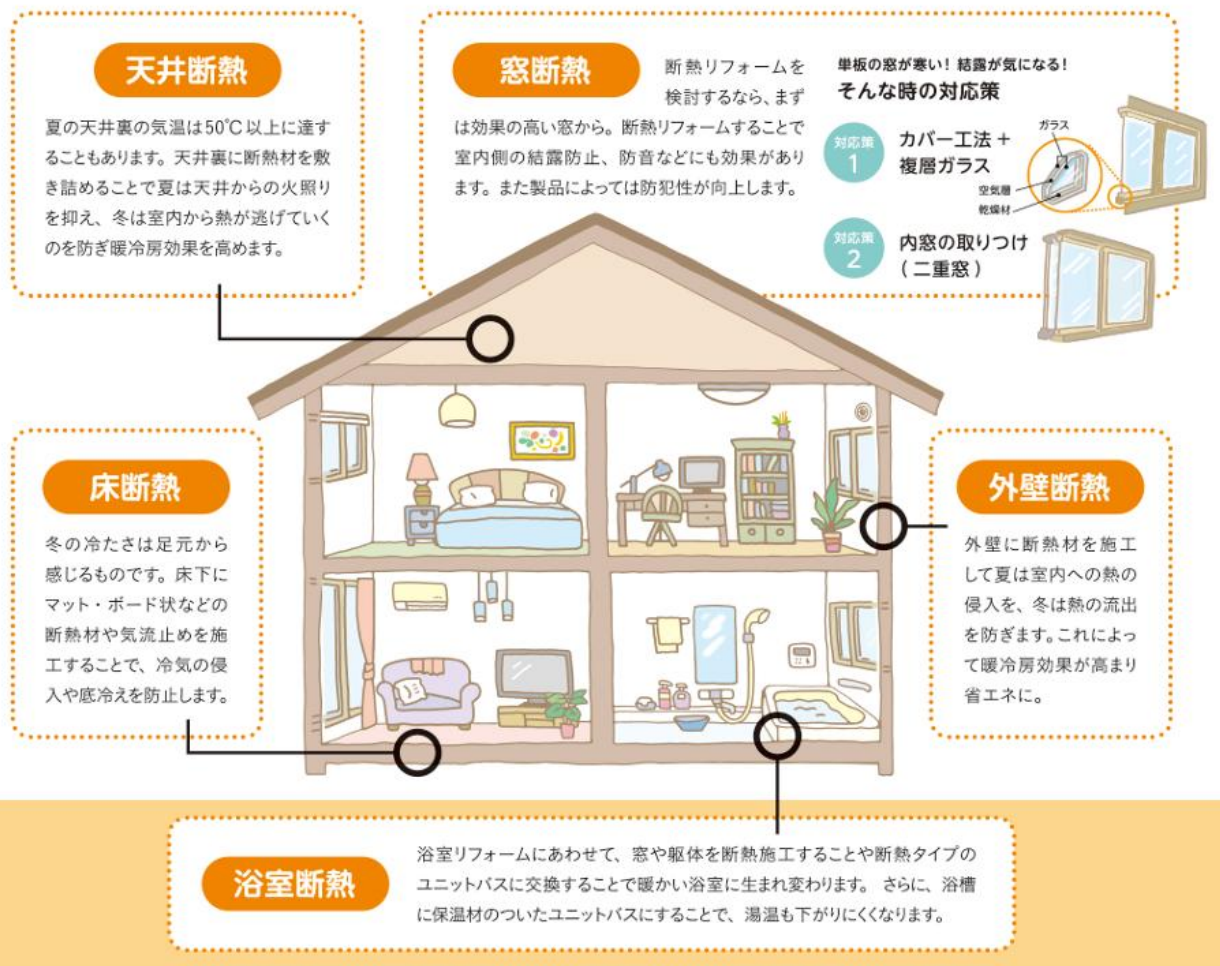 天井断熱
夏の天井裏の気温は50℃以上に達す
ることもあります。天井裏に断熱材を敷
き詰めることで夏は天井からの火照り
を抑え、冬は室内から熱が逃げていく
のを防ぎ暖冷房効果を高めます。
窓断熱
断熱リフォームを
検討するなら、まず
は効果の高い窓から。断熱リフォームすることで
室内側の結露防止、防音などにも効果があり
ます。また製品によっては防犯性が向上します。
単板の窓が寒い！結露が気になる！
そんな時の対応策
対応策
1
カバー工法＋
複層ガラス
ガラス
空気層
乾燥材
対応策
2
内窓の取りつけ
（二重窓）
床断熱
冬の冷たさは足元から
感じるものです。床下に
マット・ボード状などの
断熱材や気流止めを施
工することで、冷気の侵
入や底冷えを防止します。
外壁断熱
外壁に断熱材を施工
して夏は室内への熱の
侵入を、冬は熱の流出
を防ぎます。これによっ
て暖冷房効果が高まり
省エネに。
浴室断熱
浴室リフォームにあわせて、窓や躯体を断熱施工することや断熱タイプの
ユニットバスに交換することで暖かい浴室に生まれ変わります。さらに、浴槽
に保温材のついたユニットバスにすることで、湯温も下がりにくくなります。